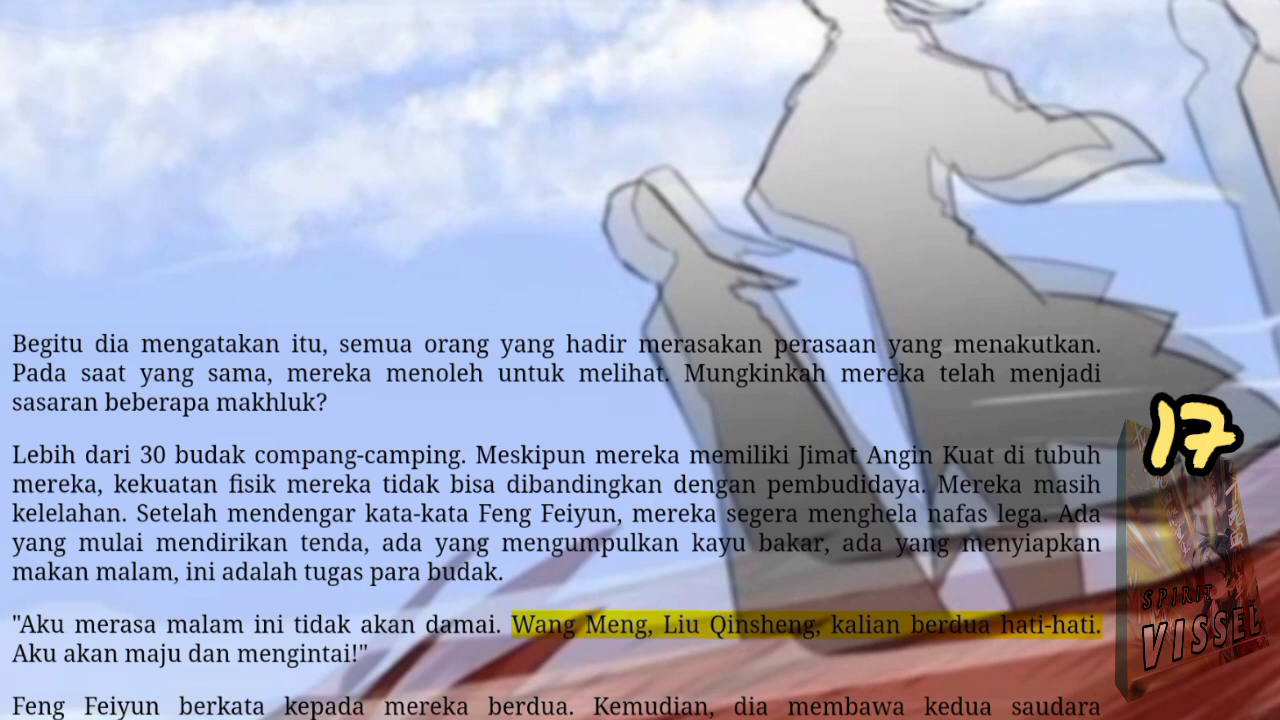 Begitu dia mengatakan itu, semua orang yang hadir merasakan perasaan yang menakutkan.
Pada saat yang sama, mereka menoleh untuk melihat. Mungkinkah mereka telah menjadi
sasaran beberapa makhluk?
Lebih dari 30 budak compang-camping. Meskipun mereka memiliki Jimat Angin Kuat di tubuh
mereka, kekuatan fisik mereka tidak bisa dibandingkan dengan pembudidaya. Mereka masih
kelelahan. Setelah mendengar kata-kata Feng Feiyun, mereka segera menghela nafas lega. Ada
yang mulai mendirikan tenda, ada yang mengumpulkan kayu bakar, ada yang menyiapkan
makan malam, ini adalah tugas para budak.
"Aku merasa malam ini tidak akan damai. Wang Meng, Liu Qinsheng, kalian berdua hati-hati.
Aku akan maju dan mengintai!"
Feng Feiyun berkata kepada mereka berdua. Kemudian, dia membawa kedua saudara
17
SPIRIT
VISSEL